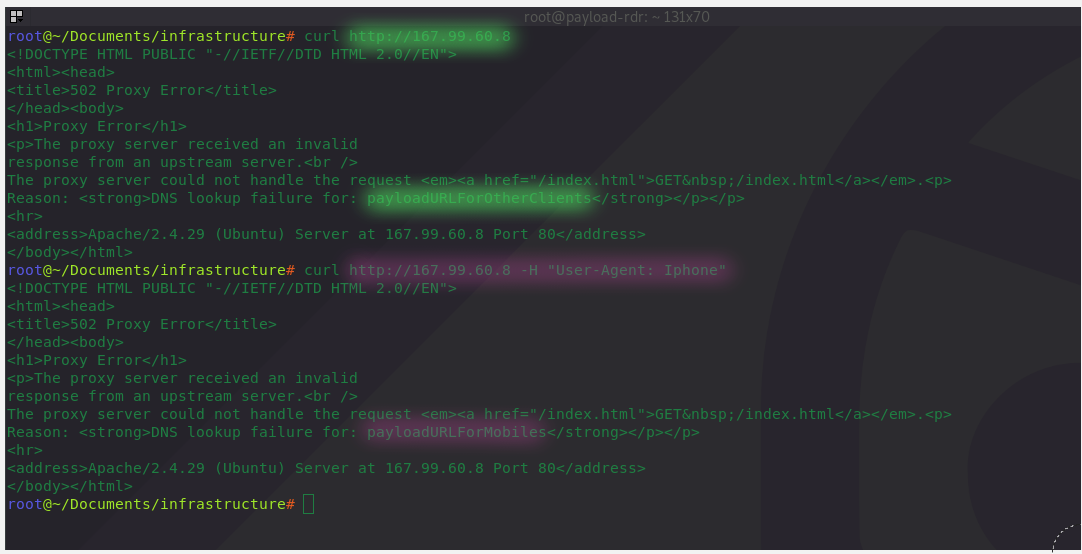 root@payload-rdr: ~ 131x70
root@~/Documents/infrastructure# curl http://167.99.60.8
<!DOCTYPE HTML PUBLIC "-//IETF//DTD HTML 2.0//EN">
<html><head>
<title>502 Proxy Error</title>
</head><body>
<h1>Proxy Error</h1>
<p>The proxy server received an invalid
response from an upstream server.<br />
The proxy server could not handle the request <em><a href="/index.html">GET&nbsp;/index.html</a></em>.<p>
Reason: <strong>DNS lookup failure for: payloadURLForOtherClients</strong></p></p>
<hr>
<address>Apache/2.4.29 (Ubuntu) Server at 167.99.60.8 Port 80</address>
</body></html>
root@~/Documents/infrastructure# curl http://167.99.60.8 -H "User-Agent: Iphone"
<!DOCTYPE HTML PUBLIC "-//IETF//DTD HTML 2.0//EN">
<html><head>
<title>502 Proxy Error</title>
</head><body>
<h1>Proxy Error</h1>
<p>The proxy server received an invalid
response from an upstream server.<br />
The proxy server could not handle the request <em><a href="/index.html">GET&nbsp;/index.html</a></em>.<p>
Reason: <strong>DNS lookup failure for: payloadURLForMobiles</strong></p></p>
<hr>
<address>Apache/2.4.29 (Ubuntu) Server at 167.99.60.8 Port 80</address>
</body></html>
root@~/Documents/infrastructure#